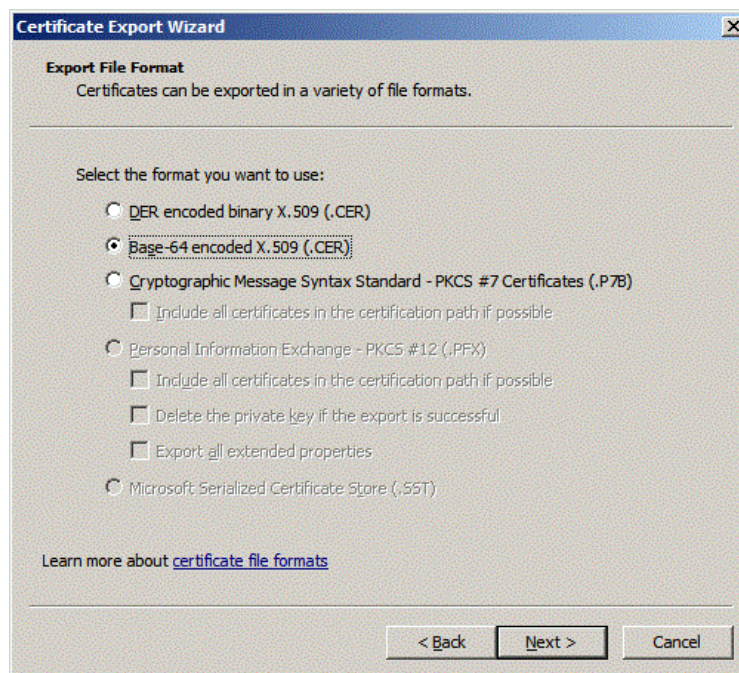 Certificate Export Wizard
Export File Format
Certificates can be exported in a variety of file formats.
Select the format you want to use:
DER encoded binary X.509 (.CER)
Base-64 encoded X.509 (.CER)
Cryptographic Message Syntax Standard - PKCS #7 Certificates (.P7B)
Include all certificates in the certification path if possible
Personal Information Exchange - PKCS #12 (.PFX)
Include all certificates in the certification path if possible
Delete the private key if the export is successful
Export all extended properties
Microsoft Serialized Certificate Store (.SST)
Learn more about certificate file formats
< Back Next > Cancel